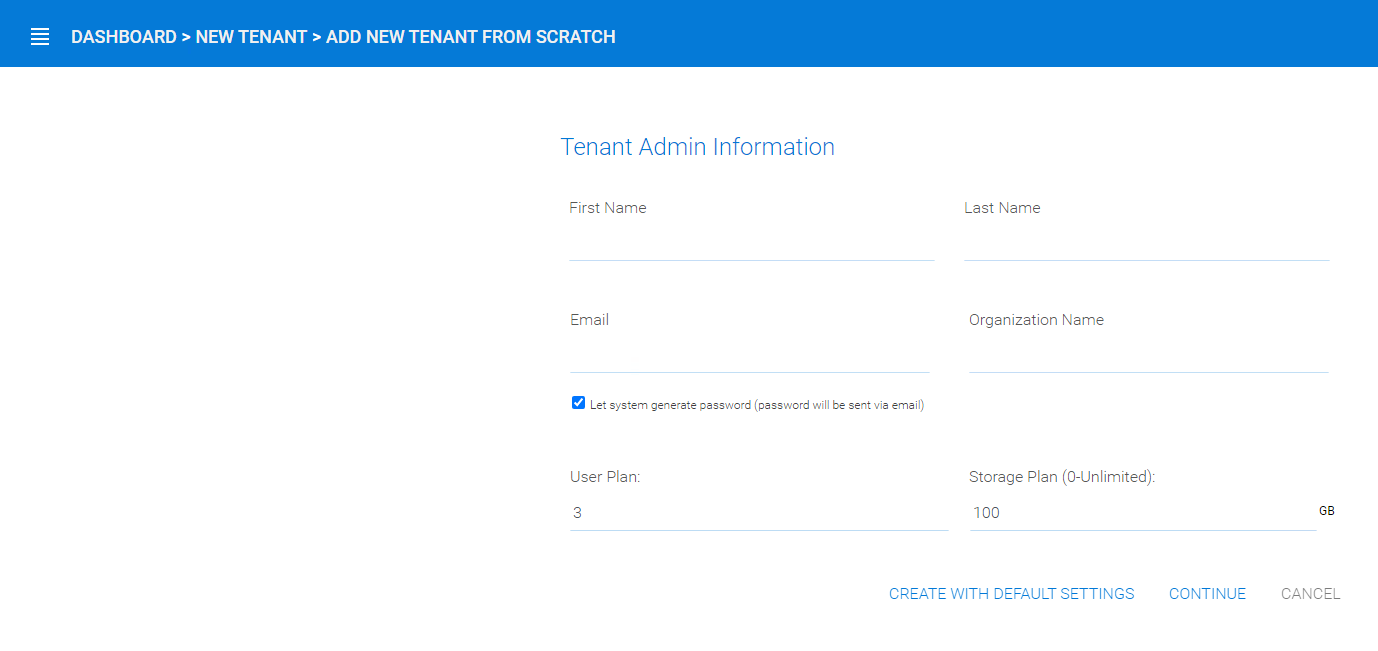 DASHBOARD > NEW TENANT > ADD NEW TENANT FROM SCRATCH
Tenant Admin Information
First Name
Last Name
Email
Organization Name
Let system generate password (password will be sent via email)
User Plan:
Storage Plan (0-Unlimited):
3
100
GB
CREATE WITH DEFAULT SETTINGS
CONTINUE
CANCEL